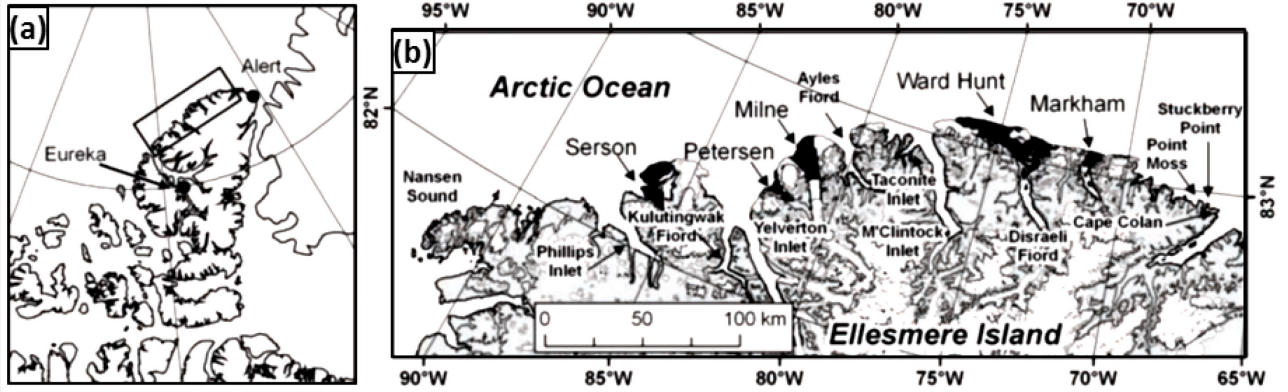 (a)
Alert
Eureka
(b)
95°W
90°W
85°W
80°W
75°W
70°W
82°N
83°N
Arctic Ocean
Ayles
Fiord
Ward Hunt
Milne
Markham
Stuckberry
Point
Point
Moss
Serson
Petersen
Nansen
Sound
Taconite
Inlet
Kulutingwak
Fiord
Yelverton
Inlet
M'Clintock
Inlet
Cape Colan
Disraeli
Fiord
Phillips
Inlet
0 50 100 km
Ellesmere Island
90°W
85°W
80°W
75°W
70°W
65°W